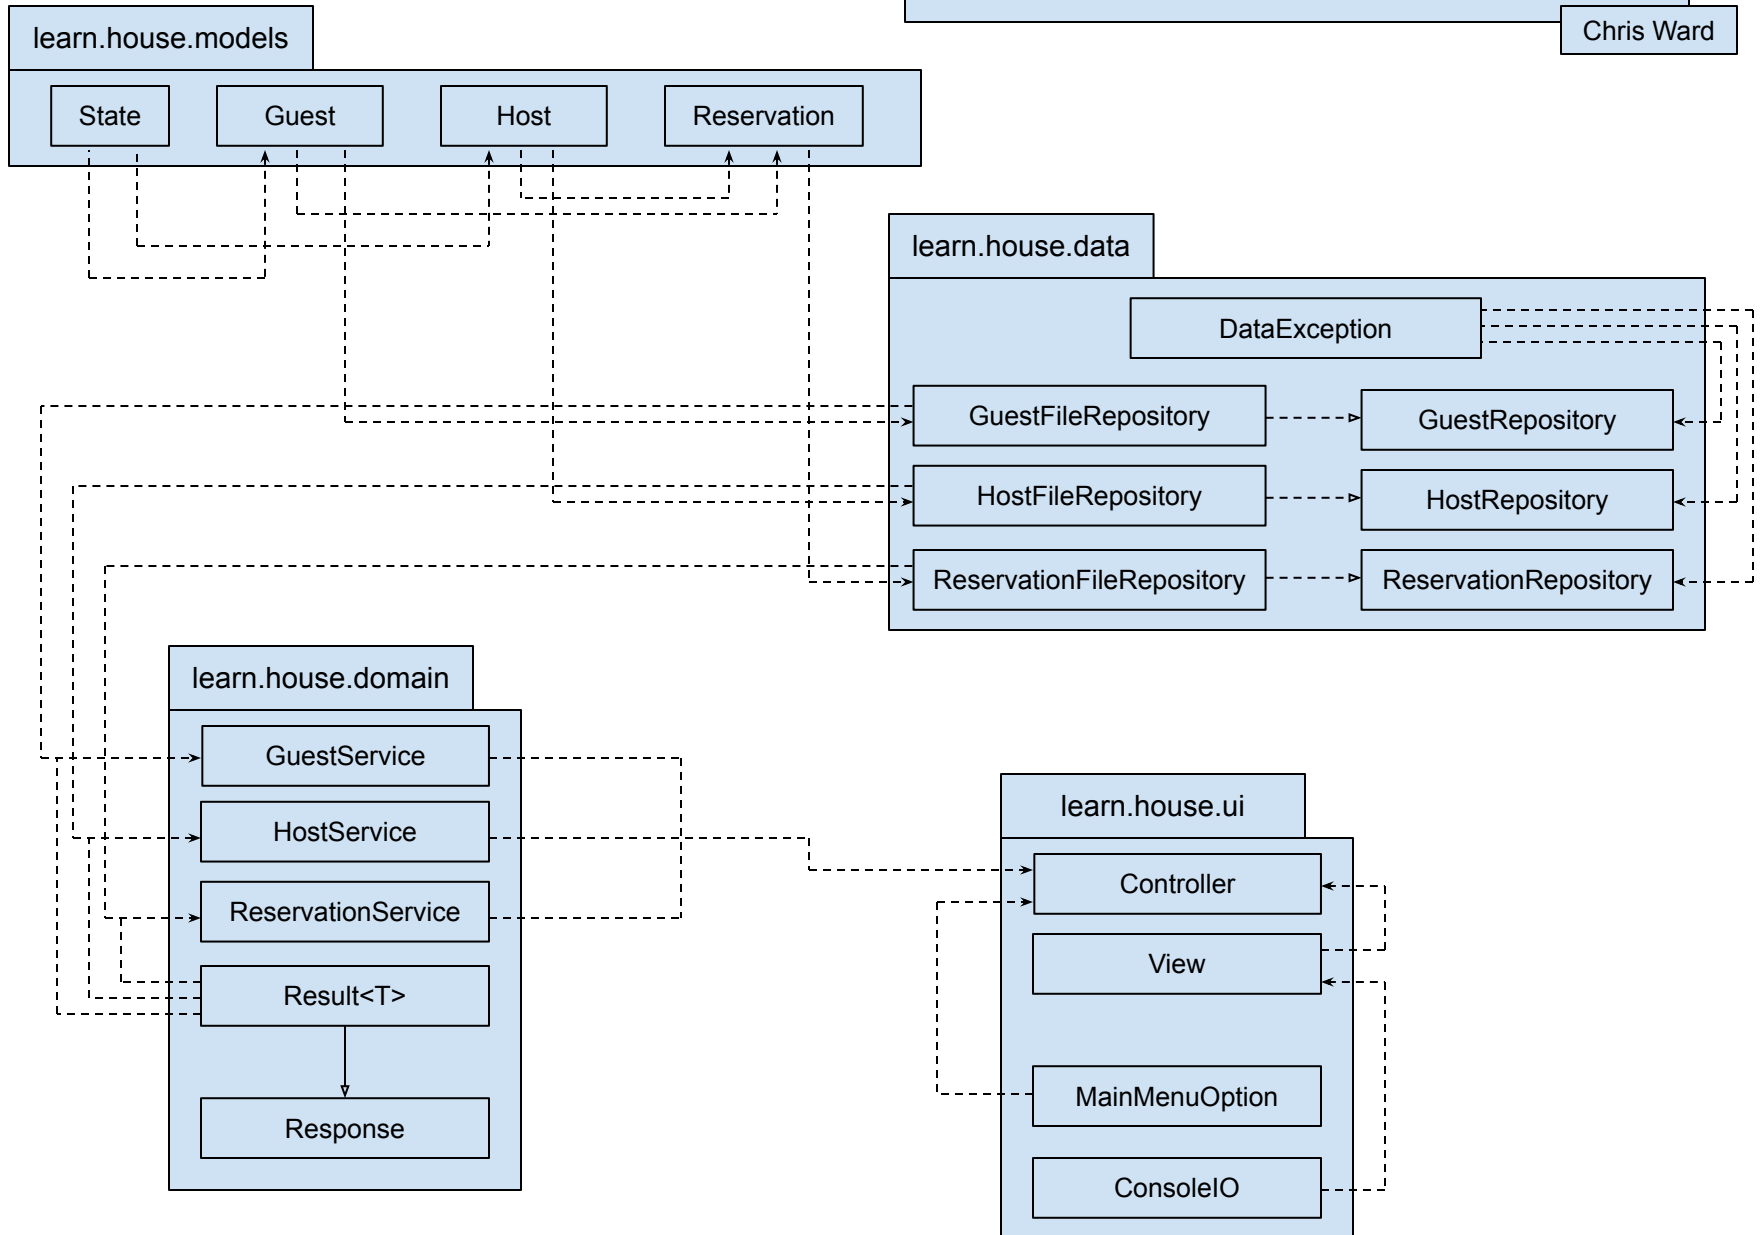 Chris Ward
learn.house.models
State
Guest
Host
Reservation
learn.house.data
DataException
GuestFileRepository
GuestRepository
HostFileRepository
HostRepository
ReservationFileRepository
ReservationRepository
learn.house.domain
GuestService
HostService
ReservationService
Result<T>
Response
learn.house.ui
Controller
View
MainMenuOption
ConsoleIO